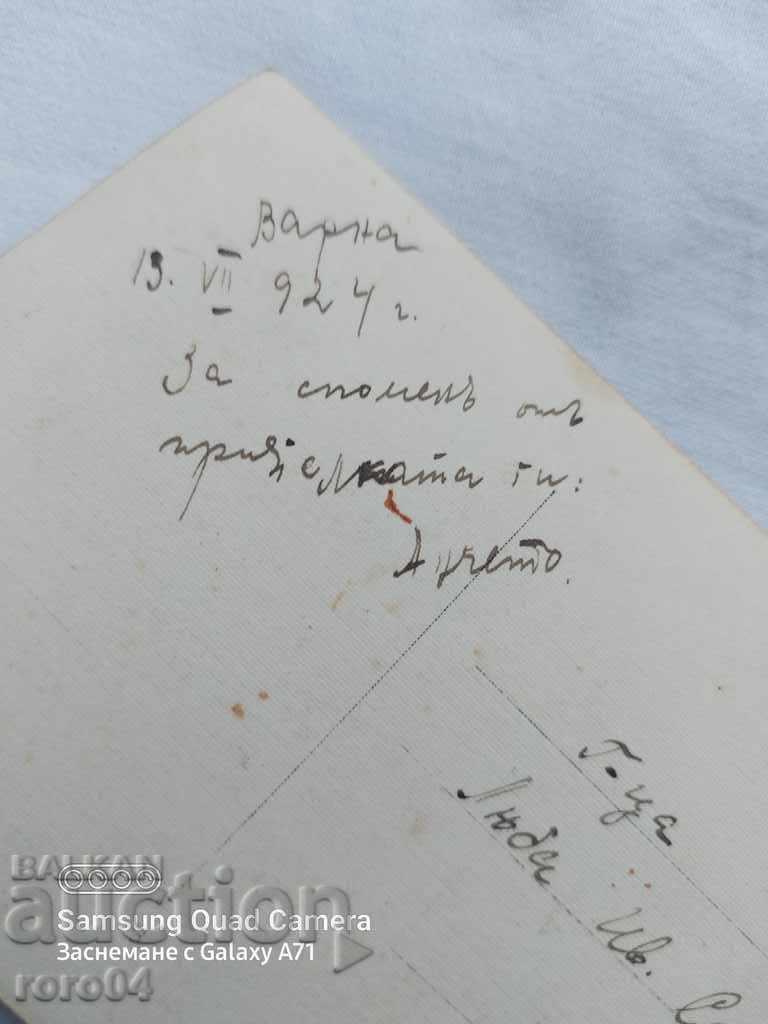 Варна
13. VII 924 г.
За споменъ отъ
приятелката ти:
Анчето.
Г-ца
Люба Ив. С
BALKAN
auction
roro04
Samsung Quad Camera
Заснемане с Galaxy A71